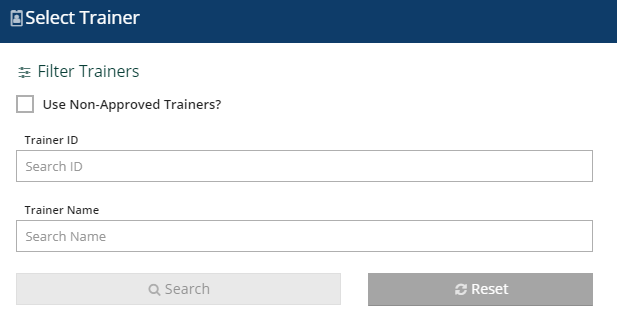 Select Trainer
Filter Trainers
Use Non-Approved Trainers?
Trainer ID
Search ID
Trainer Name
Search Name
Search
Reset